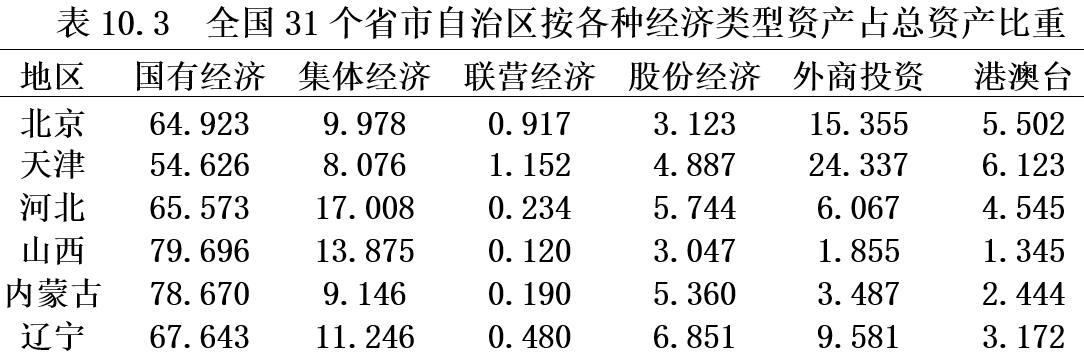 表 10.3 全国 31 个省市自治区按各种经济类型资产占总资产比重
地区 国有经济 集体经济 联营经济 股份经济 外商投资 港澳台
北京 64.923 9.978 0.917 3.123 15.355 5.502
天津 54.626 8.076 1.152 4.887 24.337 6.123
河北 65.573 17.008 0.234 5.744 6.067 4.545
山西 79.696 13.875 0.120 3.047 1.855 1.345
内蒙古 78.670 9.146 0.190 5.360 3.487 2.444
辽宁 67.643 11.246 0.480 6.851 9.581 3.172